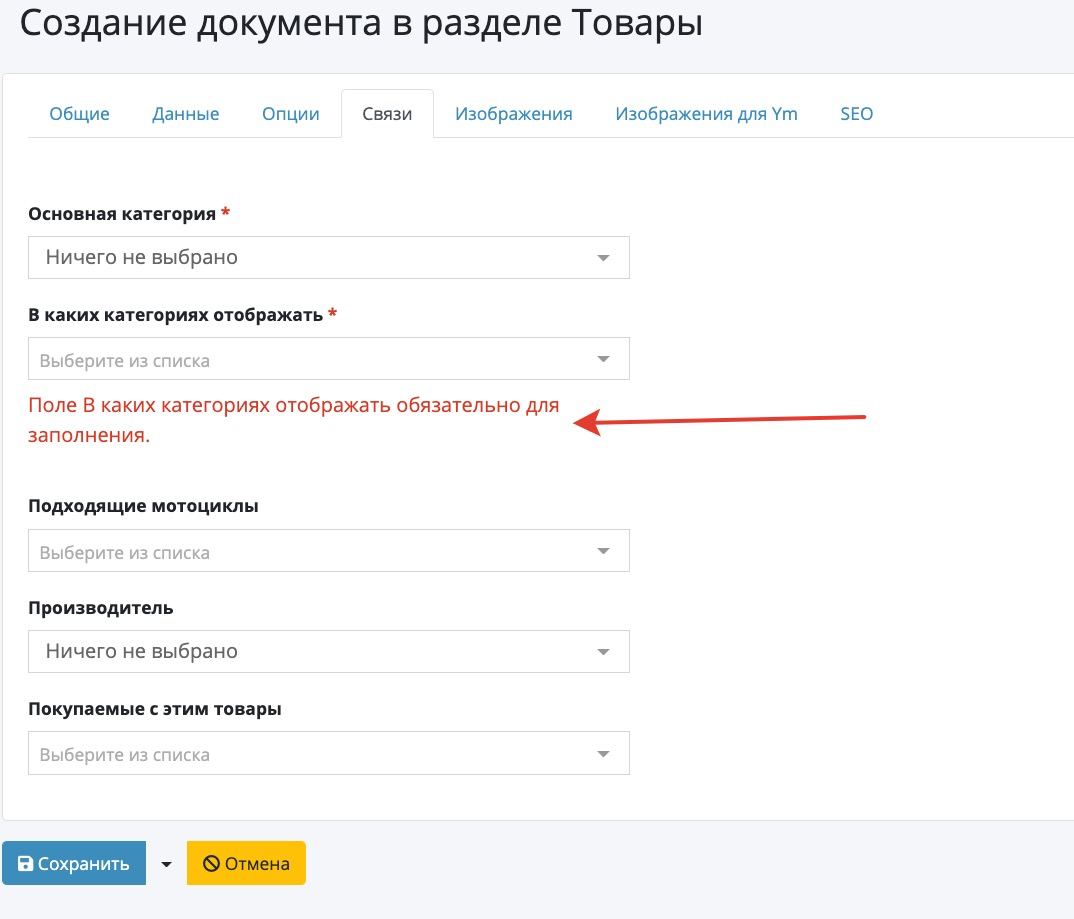 Создание документа в разделе Товары
Общие Данные Опции Связи Изображения Изображения для Ym SEO
Основная категория *
Ничего не выбрано
В каких категориях отображать *
Выберите из списка
Поле В каких категориях отображать обязательно для
заполнения.
Подходящие мотоциклы
Выберите из списка
Производитель
Ничего не выбрано
Покупаемые с этим товары
Выберите из списка
Сохранить Отмена